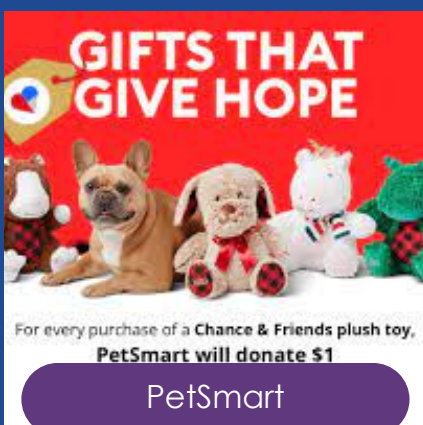 GIFTS THAT
GIVE HOPE
For every purchase of a Chance & Friends plush toy,
PetSmart will donate $1
PetSmart